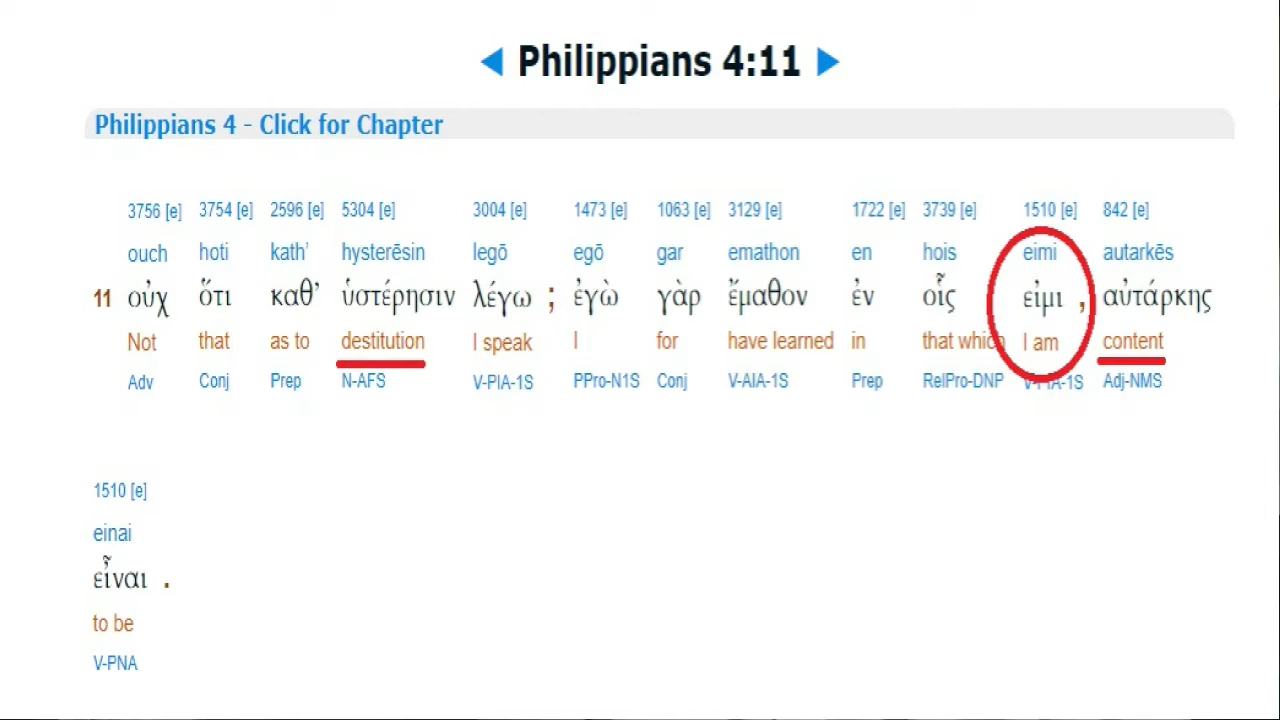 ◀ Philippians 4:11 ▶
Philippians 4 - Click for Chapter
3756 [e] 3754 [e] 2596 [e] 5304 [e] 3004 [e] 1473 [e] 1063 [e] 3129 [e] 1722 [e] 3739 [e] 1510 [e] 842 [e]
ouch hoti kath’ hysterēsin legō egō gar emathon en hois eimi autarkēs
11 οὐχ ὅτι καθ’ ὑστέρησιν λέγω ; ἐγὼ γὰρ ἔμαθον ἐν οἷς εἰμι , αὐτάρκης
Not that as to destitution I speak I for have learned in that which I am content
Adv Conj Prep N-AFS V-PIA-1S PPro-N1S Conj V-AIA-1S Prep RelPro-DNP V-PIA-1S Adj-NMS
1510 [e]
einai
εἶναι .
to be
V-PNA